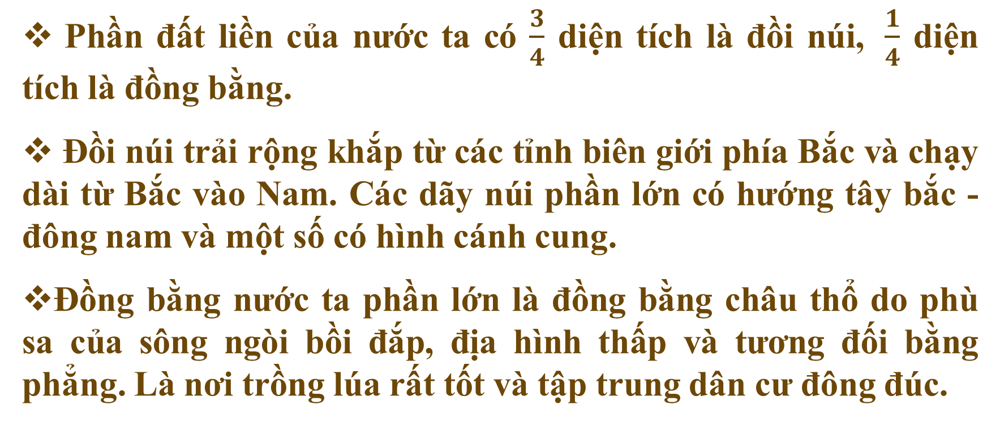 ❖ Phần đất liền của nước ta có 3/4 diện tích là đồi núi, 1/4 diện
tích là đồng bằng.
❖ Đồi núi trải rộng khắp từ các tỉnh biên giới phía Bắc và chạy
dài từ Bắc vào Nam. Các dãy núi phần lớn có hướng tây bắc -
đông nam và một số có hình cánh cung.
❖Đồng bằng nước ta phần lớn là đồng bằng châu thổ do phù
sa của sông ngòi bồi đắp, địa hình thấp và tương đối bằng
phẳng. Là nơi trồng lúa rất tốt và tập trung dân cư đông đúc.